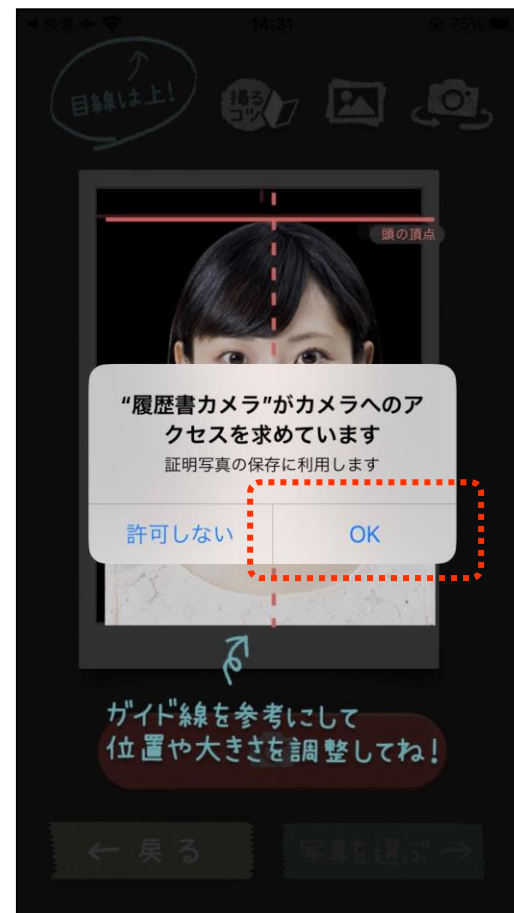 14:31
75%
目線は上!
撮る
コツ
頭の頂点
“履歴書カメラ”がカメラへのア
クセスを求めています
証明写真の保存に利用します
許可しない
OK
ガイド線を参考にして
位置や大きさを調整してね!
← 戻る
写真を選ぶ →